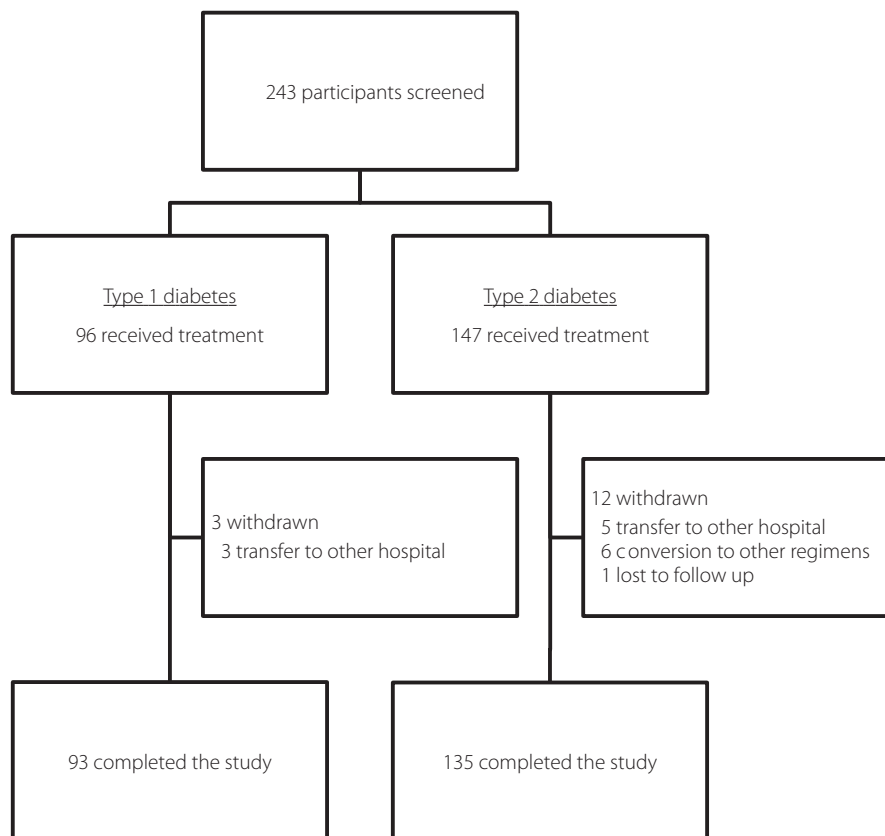 243 participants screened
Type 1 diabetes
96 received treatment
Type 2 diabetes
147 received treatment
3 withdrawn
3 transfer to other hospital
12 withdrawn
5 transfer to other hospital
6 conversion to other regimens
1 lost to follow up
93 completed the study
135 completed the study